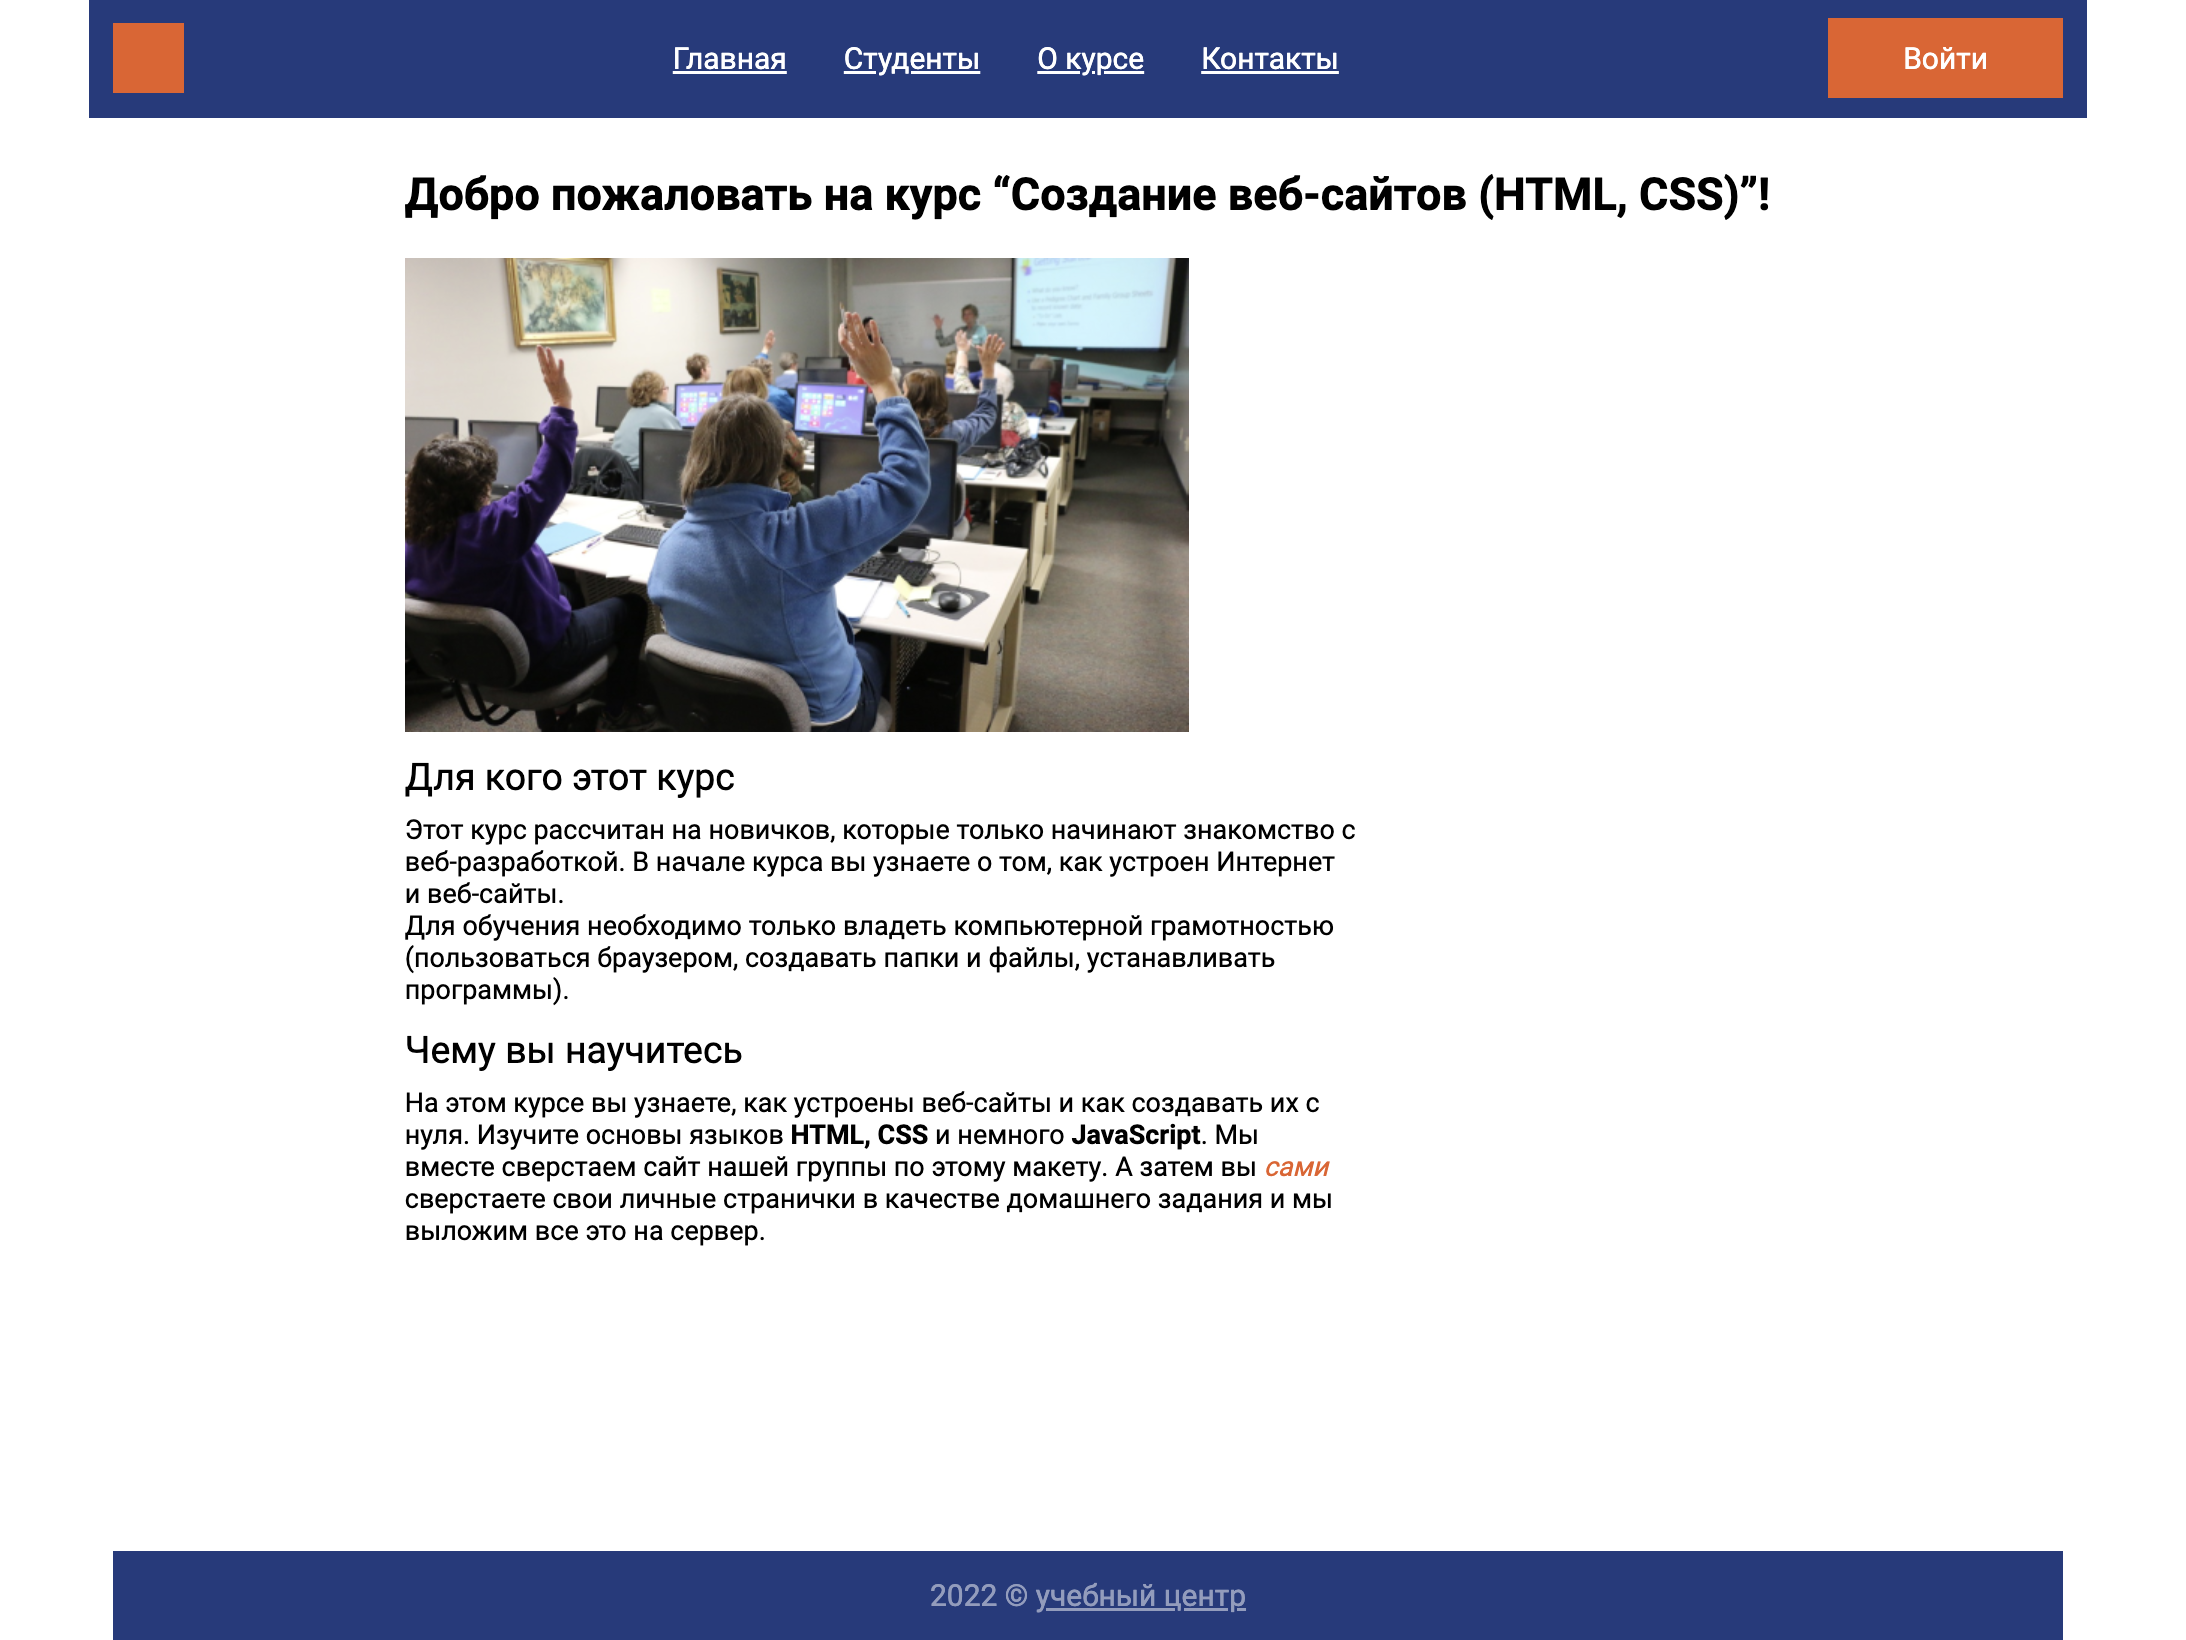 Главная Студенты О курсе Контакты Войти
Добро пожаловать на курс “Создание веб-сайтов (HTML, CSS)”!
Для кого этот курс
Этот курс рассчитан на новичков, которые только начинают знакомство с
веб-разработкой. В начале курса вы узнаете о том, как устроен Интернет
и веб-сайты.
Для обучения необходимо только владеть компьютерной грамотностью
(пользоваться браузером, создавать папки и файлы, устанавливать
программы).
Чему вы научитесь
На этом курсе вы узнаете, как устроены веб-сайты и как создавать их с
нуля. Изучите основы языков HTML, CSS и немного JavaScript. Мы
вместе сверстаем сайт нашей группы по этому макету. А затем вы сами
сверстаете свои личные странички в качестве домашнего задания и мы
выложим все это на сервер.
2022 © учебный центр